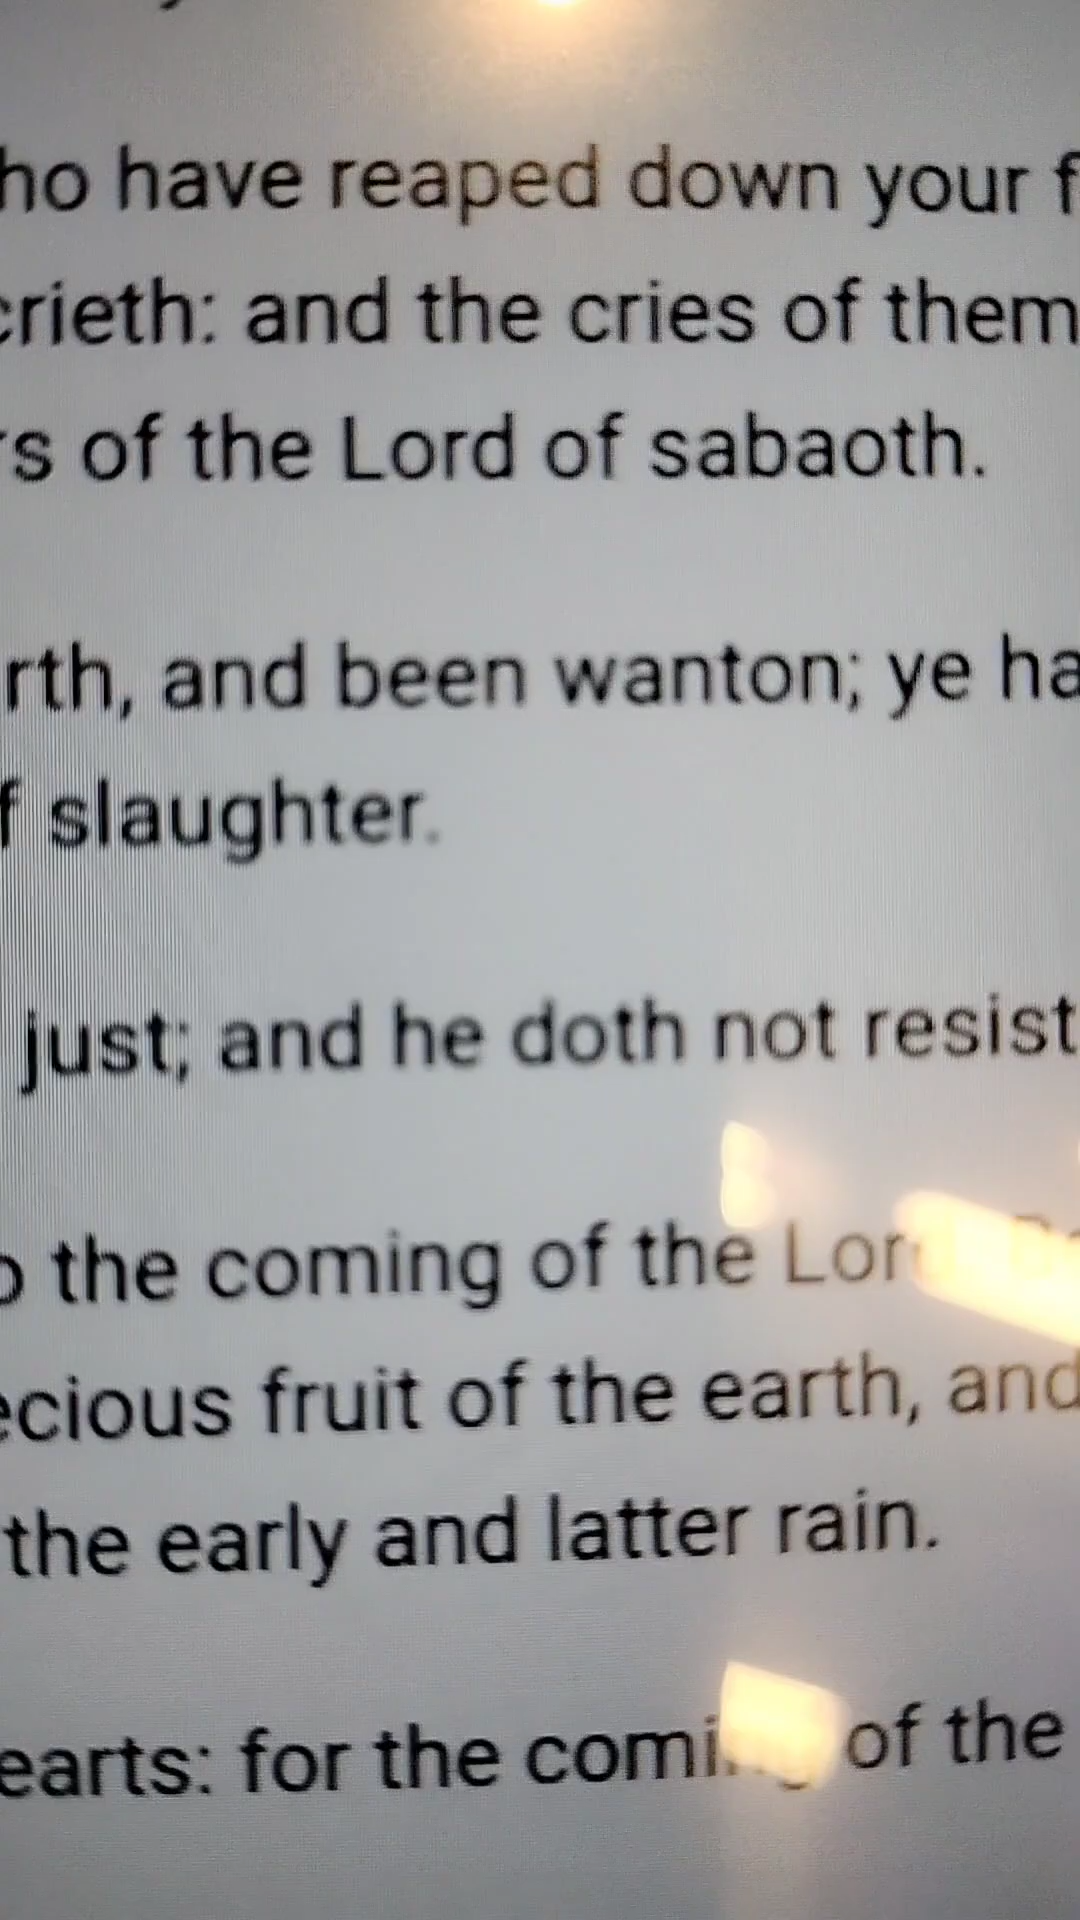 ho have reaped down your f
crieth: and the cries of them
rs of the Lord of sabaoth.
rth, and been wanton; ye ha
f slaughter.
just; and he doth not resist
o the coming of the Lor
ecious fruit of the earth, and
the early and latter rain.
earts: for the coming of the